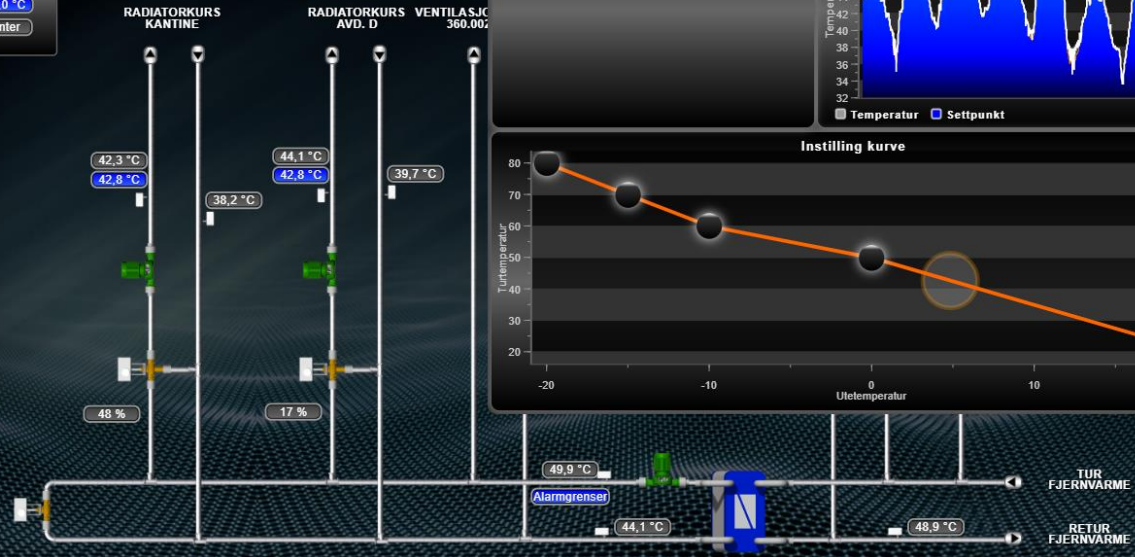 0 °C
nter
RADIATORKURS
KANTINE
RADIATORKURS
AVD. D
VENTILASJO
360.002
42,3 °C
42,8 °C
38,2 °C
44,1 °C
42,8 °C
39,7 °C
48 %
17 %
42
40
38
36
34
32
Temperatur
Settpunkt
Instilling kurve
Turtemperatur
80
70
60
50
40
30
20
-20
-10
0
10
Utetemperatur
49,9 °C
Alarmgrenser
44,1 °C
48,9 °C
TUR
FJERNVARME
RETUR
FJERNVARME